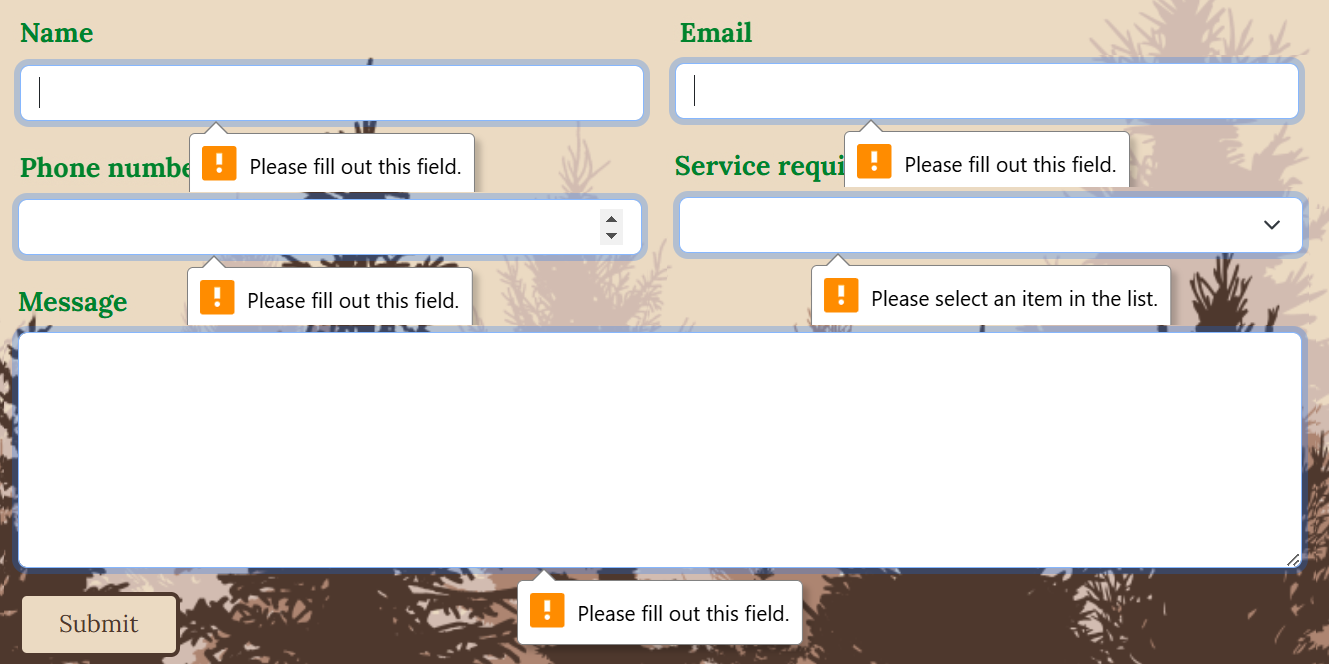 Name
Email
! Please fill out this field.
! Please fill out this field.
Phone numbe
Service requi
! Please fill out this field.
! Please select an item in the list.
Message
! Please fill out this field.
Submit